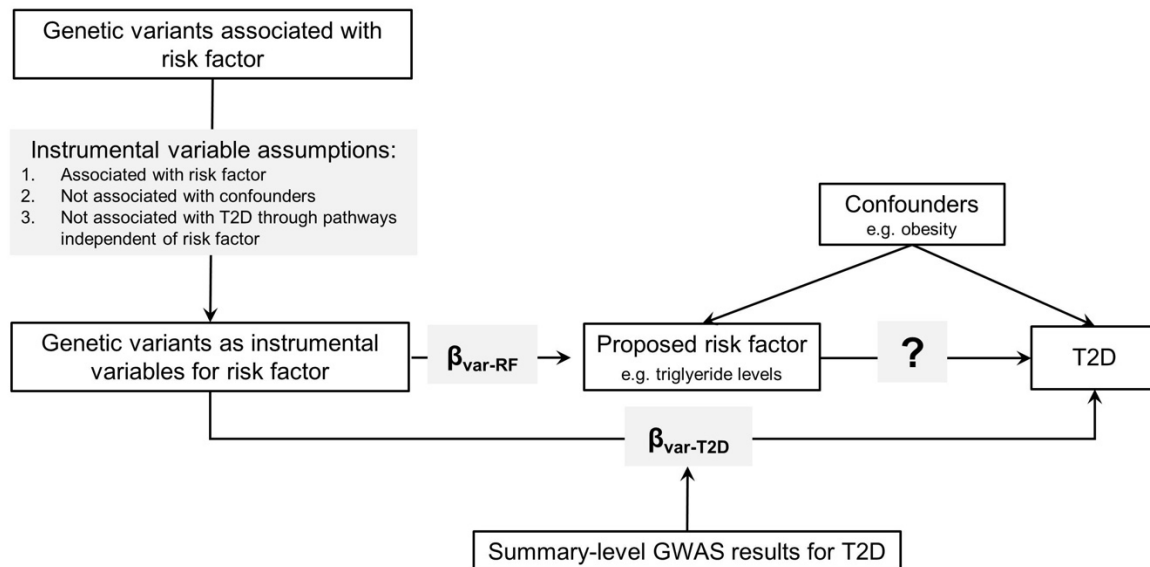 Genetic variants associated with
risk factor
Instrumental variable assumptions:
1. Associated with risk factor
2. Not associated with confounders
3. Not associated with T2D through pathways
independent of risk factor
Confounders
e.g. obesity
Genetic variants as instrumental
variables for risk factor
βvar-RF
Proposed risk factor
e.g. triglyeride levels
?
T2D
βvar-T2D
Summary-level GWAS results for T2D